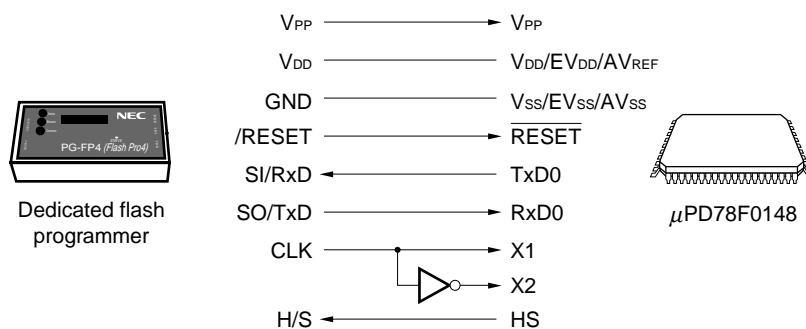 VPP VPP
VDD VDD/EVDD/AVREF
GND VSS/EVSS/AVSS
/RESET RESET
SI/RxD TxD0
SO/TxD RxD0
CLK X1
X2
H/S HS
NEC
PG-FP4 (Flash Pro4)
Dedicated flash
programmer
μPD78F0148